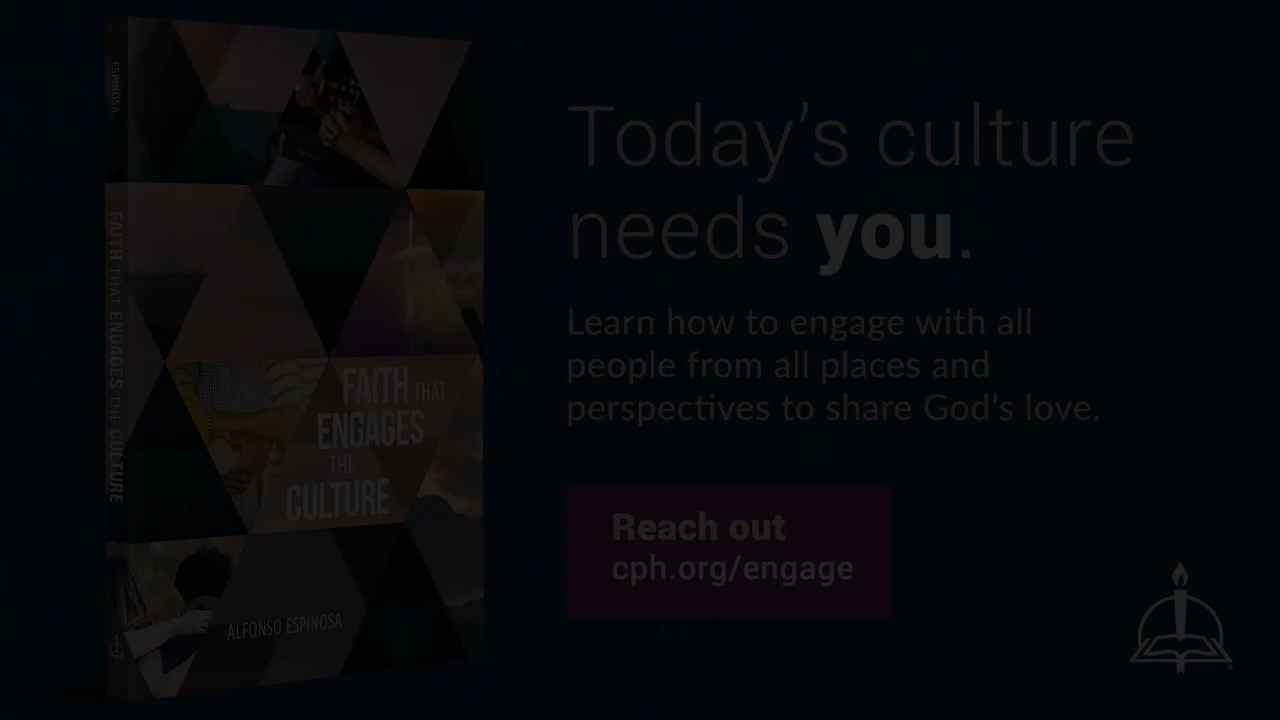 ESPINOSA
FAITH THAT ENGAGES THE CULTURE
FAITH THAT
ENGAGES
THE
CULTURE
ALFONSO ESPINOSA
Today’s culture
needs you.
Learn how to engage with all
people from all places and
perspectives to share God’s love.
Reach out
cph.org/engage